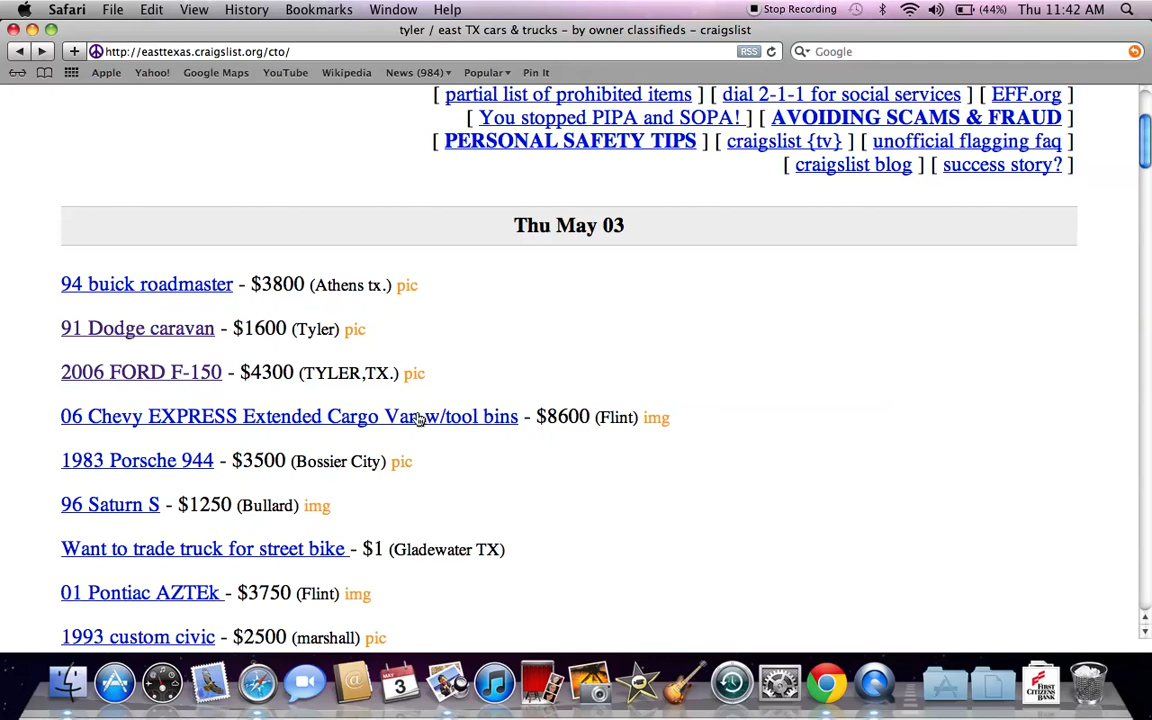 Safari File Edit View History Bookmarks Window Help Stop Recording (44%) Thu 11:42 AM
tyler / east TX cars & trucks - by owner classifieds – craigslist
http://easttexas.craigslist.org/cto/ RSS Google
Apple Yahoo! Google Maps YouTube Wikipedia News (984) Popular Pin It
[ partial list of prohibited items ] [ dial 2-1-1 for social services ] [ EFF.org ]
[ You stopped PIPA and SOPA! ] [ AVOIDING SCAMS & FRAUD ]
[ PERSONAL SAFETY TIPS ] [ craigslist {tv} ] [ unofficial flagging faq ]
[ craigslist blog ] [ success story? ]
Thu May 03
94 buick roadmaster - $3800 (Athens tx.) pic
91 Dodge caravan - $1600 (Tyler) pic
2006 FORD F-150 - $4300 (TYLER,TX.) pic
06 Chevy EXPRESS Extended Cargo Van w/tool bins - $8600 (Flint) img
1983 Porsche 944 - $3500 (Bossier City) pic
96 Saturn S - $1250 (Bullard) img
Want to trade truck for street bike - $1 (Gladewater TX)
01 Pontiac AZTEk - $3750 (Flint) img
1993 custom civic - $2500 (marshall) pic
MAY
3
FIRST
CITIZENS
BANK